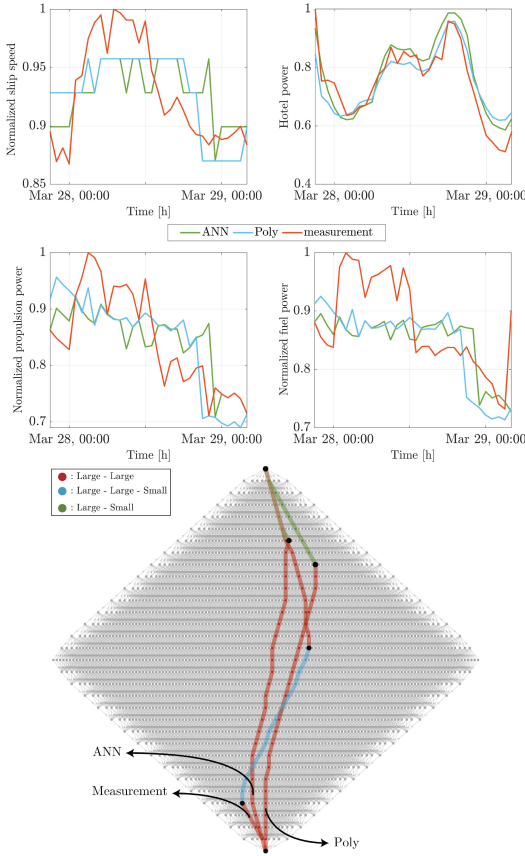 1
0.95
0.9
0.85
Normalized ship speed
Mar 28, 00:00
Mar 29, 00:00
Time [h]
1
0.8
0.6
0.4
Hotel power
Mar 28, 00:00
Mar 29, 00:00
Time [h]
ANN Poly measurement
1
0.9
0.8
0.7
Normalized propulsion power
Mar 28, 00:00
Mar 29, 00:00
Time [h]
1
0.9
0.8
0.7
Normalized fuel power
Mar 28, 00:00
Mar 29, 00:00
Time [h]
: Large - Large
: Large - Large - Small
: Large - Small
ANN
Measurement
Poly